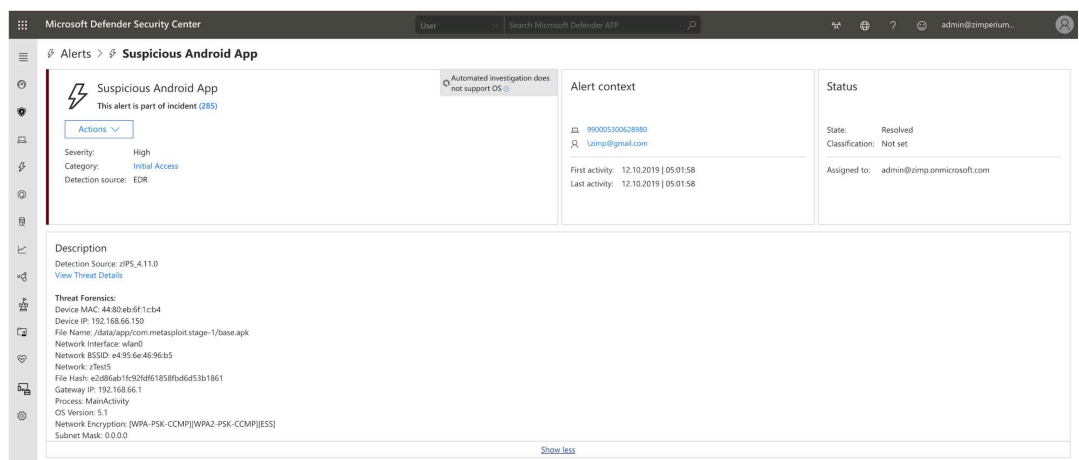 Microsoft Defender Security Center
User
Search Microsoft Defender ATP
?
admin@zimperium...
Alerts > Suspicious Android App
Suspicious Android App
This alert is part of incident (285)
Automated investigation does
not support OS
Actions
Severity: High
Category: Initial Access
Detection source: EDR
Alert context
990005300628980
\zimp@gmail.com
First activity: 12.10.2019 | 05:01:58
Last activity: 12.10.2019 | 05:01:58
Status
State: Resolved
Classification: Not set
Assigned to: admin@zimp.onmicrosoft.com
Description
Detection Source: zIPS_4.11.0
View Threat Details
Threat Forensics:
Device MAC: 44:80:eb:6f:1c:b4
Device IP: 192.168.66.150
File Name: /data/app/com.metasploit.stage-1/base.apk
Network Interface: wlan0
Network BSSID: e4:95:6e:46:96:b5
Network: zTest5
File Hash: e2d86ab1fc92fdf61858fbd6d53b1861
Gateway IP: 192.168.66.1
Process: MainActivity
OS Version: 5.1
Network Encryption: [WPA-PSK-CCMP][WPA2-PSK-CCMP][ESS]
Subnet Mask: 0.0.0.0
Show less